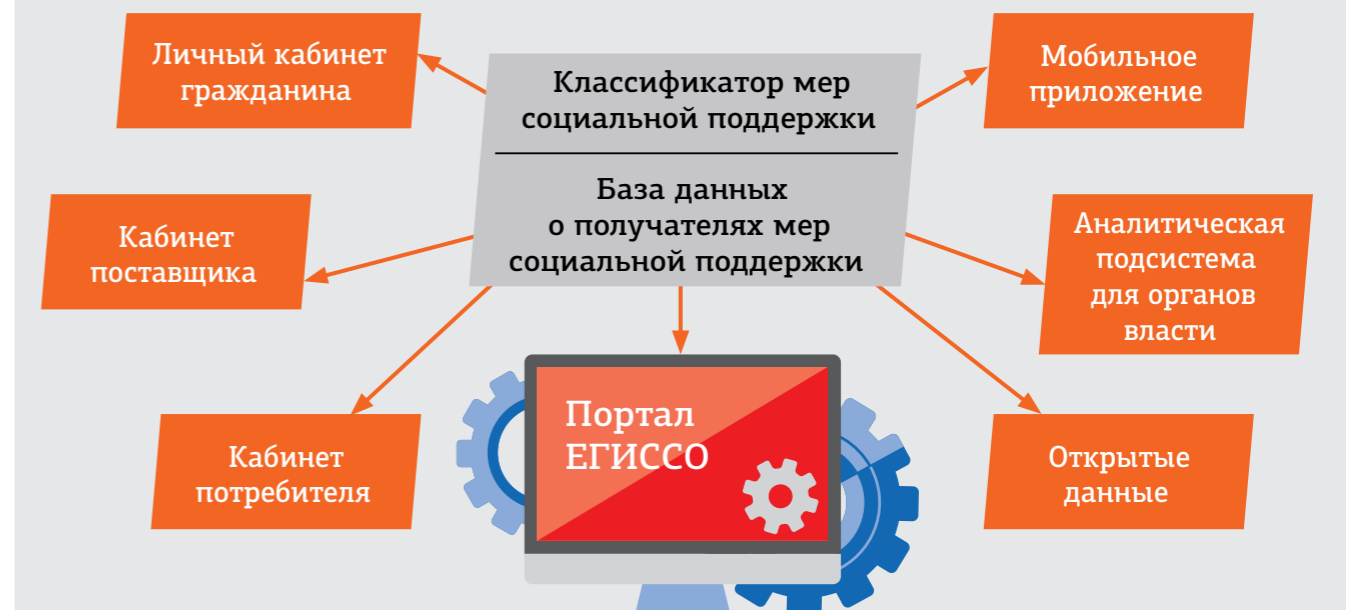 Личный кабинет
гражданина
Классификатор мер
социальной поддержки
Мобильное
приложение
База данных
о получателях мер
социальной поддержки
Кабинет
поставщика
Аналитическая
подсистема
для органов
власти
Кабинет
потребителя
Портал
ЕГИССО
Открытые
данные